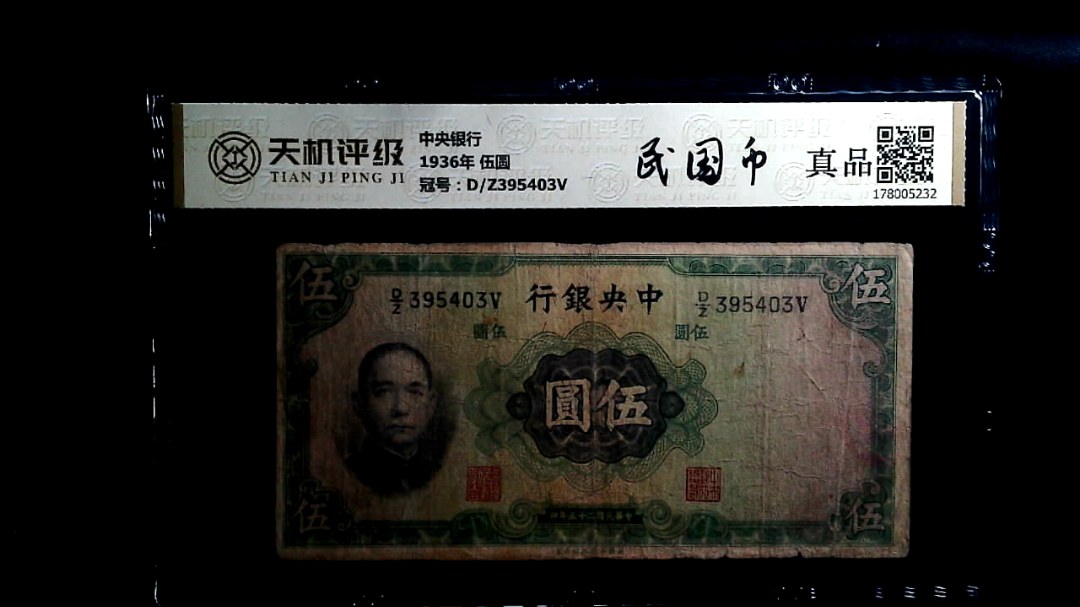 天机评级
TIAN JI PING JI
中央银行
1936年 伍圆
冠号：D/Z395403V
民国币
真品
178005232
伍
D/Z 395403V
行銀央中
D/Z 395403V
伍
圓伍
圓伍
圓伍
伍
伍